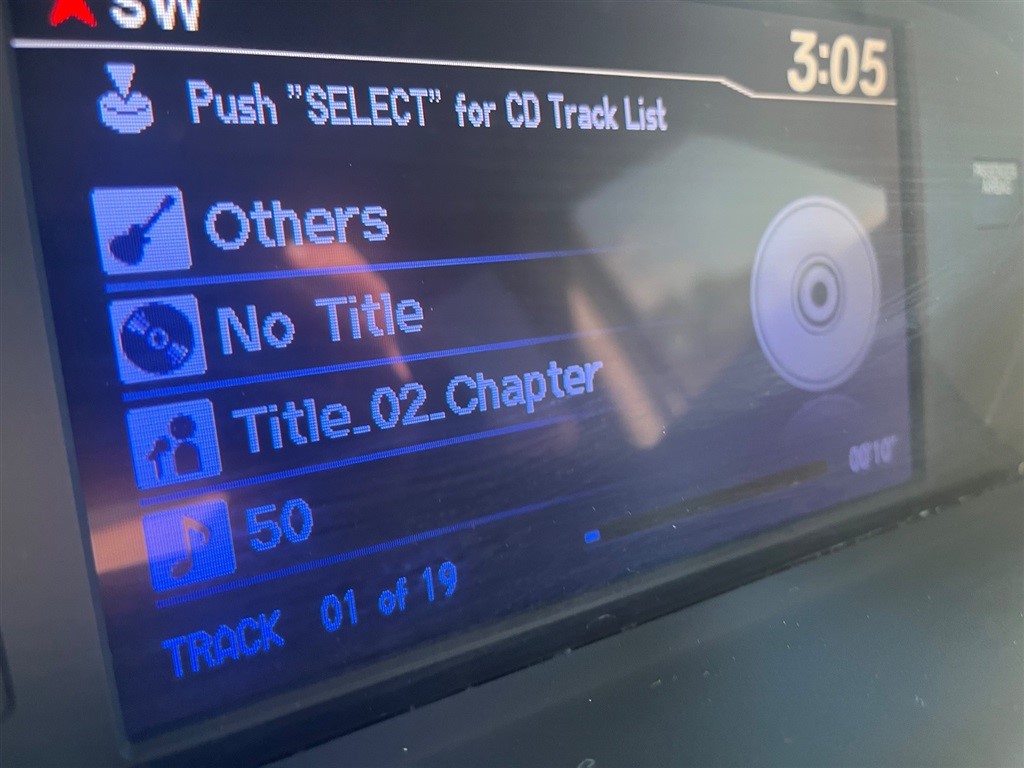 SW
3:05
Push "SELECT" for CD Track List
Others
No Title
Title_02_Chapter
50
00'10"
TRACK 01 of 19